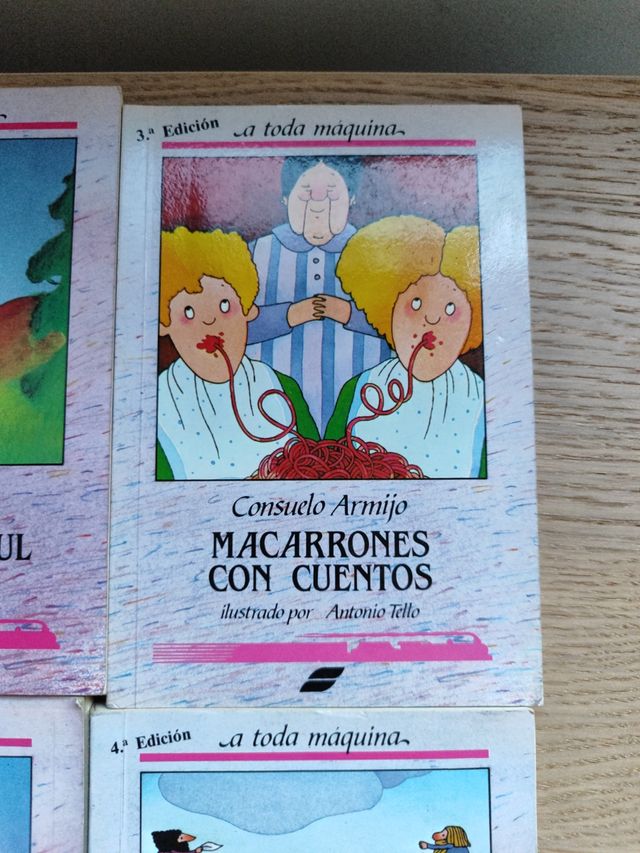 3.ª Edición a toda máquina
Consuelo Armijo
MACARRONES
CON CUENTOS
ilustrado por Antonio Tello
UL
4.ª Edición a toda máquina